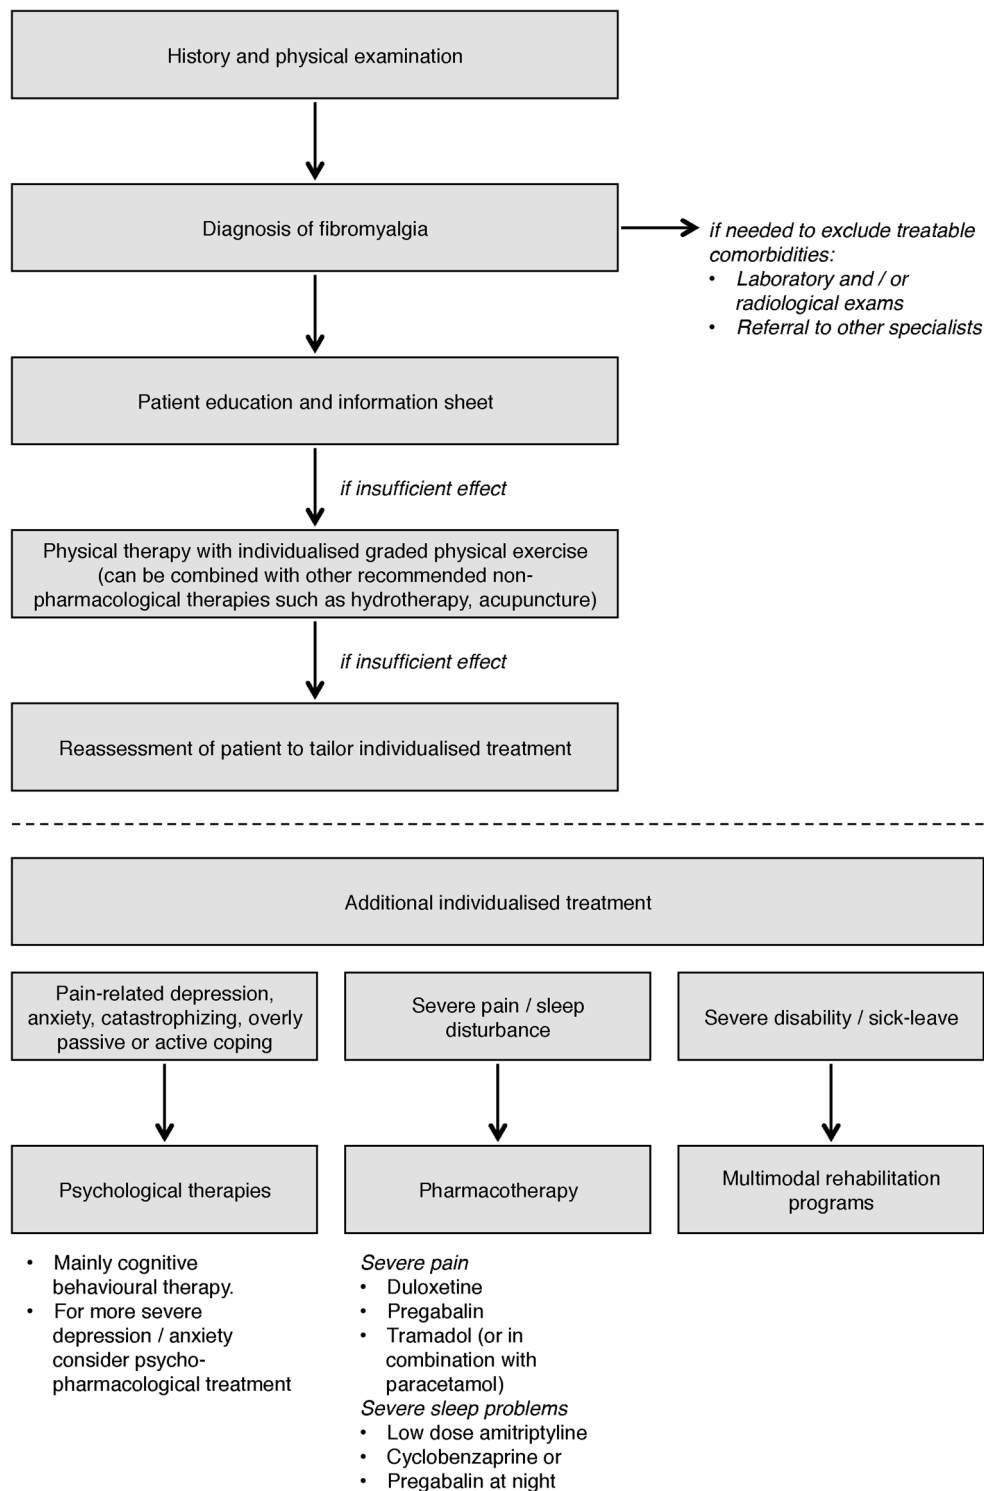 History and physical examination
Diagnosis of fibromyalgia
if needed to exclude treatable
comorbidities:
• Laboratory and / or
radiological exams
• Referral to other specialists
Patient education and information sheet
if insufficient effect
Physical therapy with individualised graded physical exercise
(can be combined with other recommended non-
pharmacological therapies such as hydrotherapy, acupuncture)
if insufficient effect
Reassessment of patient to tailor individualised treatment
Additional individualised treatment
Pain-related depression,
anxiety, catastrophizing, overly
passive or active coping
Severe pain / sleep
disturbance
Severe disability / sick-leave
Psychological therapies
Pharmacotherapy
Multimodal rehabilitation
programs
• Mainly cognitive
behavioural therapy.
• For more severe
depression / anxiety
consider psycho-
pharmacological treatment
Severe pain
• Duloxetine
• Pregabalin
• Tramadol (or in
combination with
paracetamol)
Severe sleep problems
• Low dose amitriptyline
• Cyclobenzaprine or
• Pregabalin at night